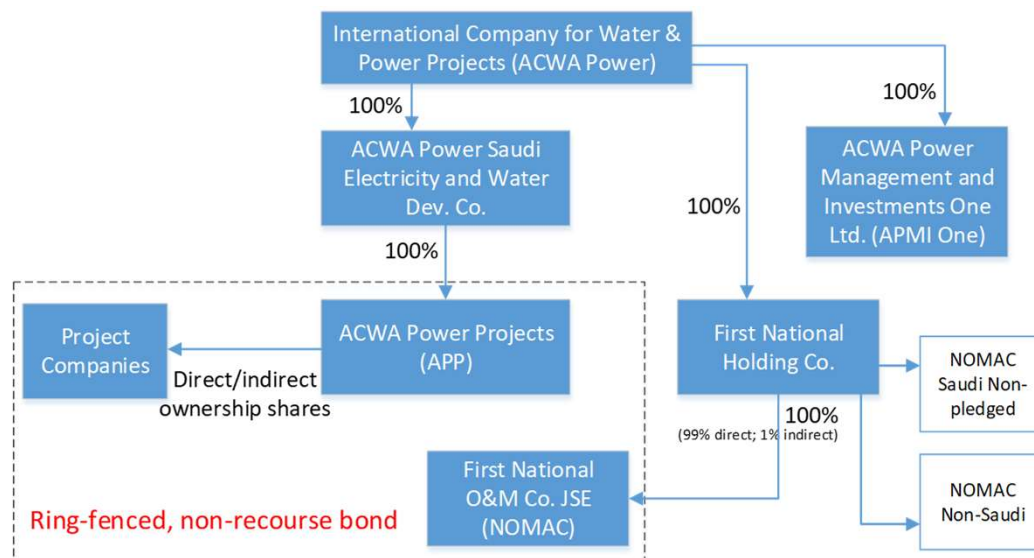 International Company for Water &
Power Projects (ACWA Power)
100%
100%
ACWA Power Saudi
Electricity and Water
Dev. Co.
ACWA Power
Management and
Investments One
Ltd. (APMI One)
100%
100%
Project
Companies
ACWA Power Projects
(APP)
First National
Holding Co.
NOMAC
Saudi Non-
pledged
Direct/indirect
ownership shares
100%
(99% direct; 1% indirect)
First National
O&M Co. JSE
(NOMAC)
NOMAC
Non-Saudi
Ring-fenced, non-recourse bond